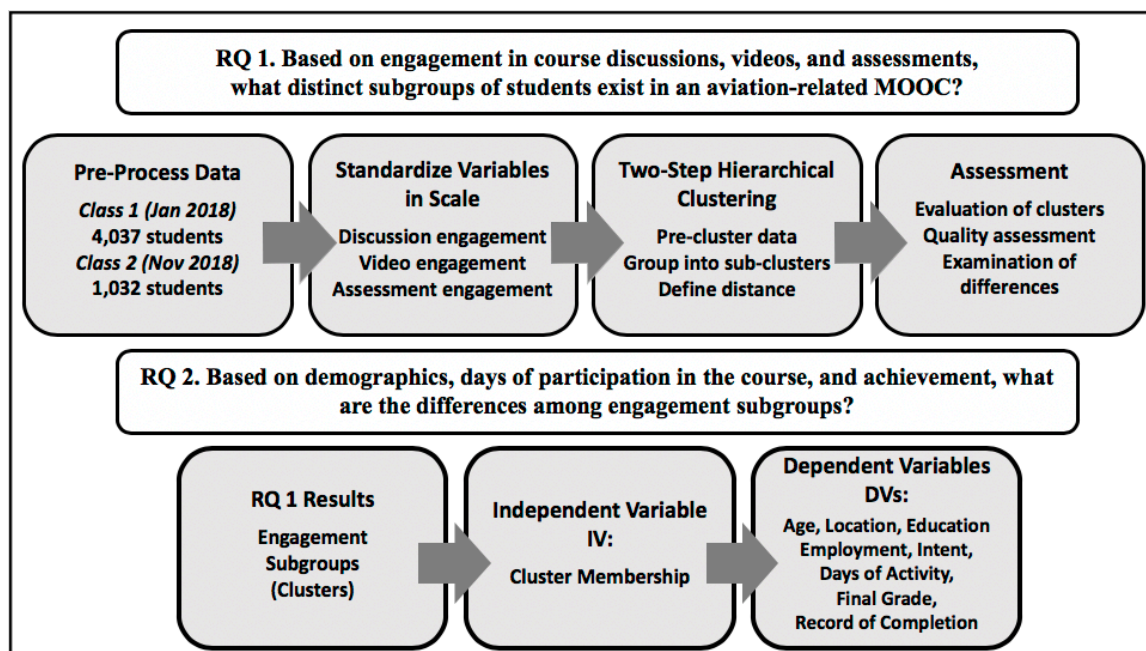 RQ 1. Based on engagement in course discussions, videos, and assessments,
what distinct subgroups of students exist in an aviation-related MOOC?
Pre-Process Data
Class 1 (Jan 2018)
4,037 students
Class 2 (Nov 2018)
1,032 students
Standardize Variables
in Scale
Discussion engagement
Video engagement
Assessment engagement
Two-Step Hierarchical
Clustering
Pre-cluster data
Group into sub-clusters
Define distance
Assessment
Evaluation of clusters
Quality assessment
Examination of
differences
RQ 2. Based on demographics, days of participation in the course, and achievement, what
are the differences among engagement subgroups?
RQ 1 Results
Engagement
Subgroups
(Clusters)
Independent Variable
IV:
Cluster Membership
Dependent Variables
DVs:
Age, Location, Education
Employment, Intent,
Days of Activity,
Final Grade,
Record of Completion